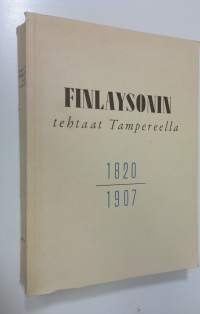 FINLAYSONIN
tehtaat Tampereella
1820
1907